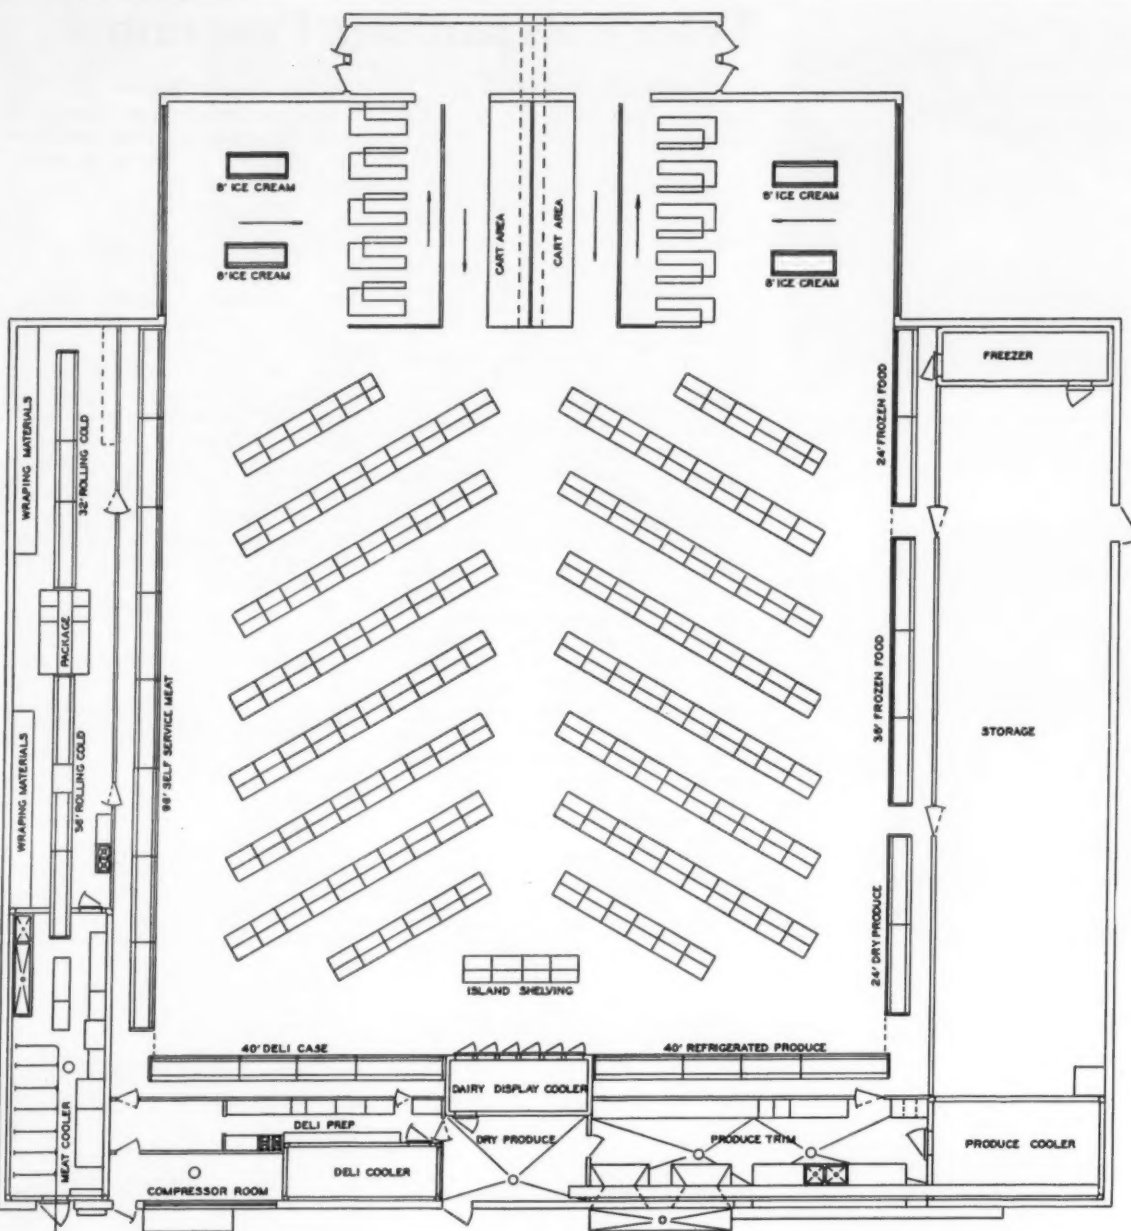 8' ICE CREAM
8' ICE CREAM
8' ICE CREAM
8' ICE CREAM
CART AREA
CART AREA
FREEZER
WRAPING MATERIALS
32' ROLLING COLD
24' FROZEN FOOD
PACKAGE
96' SELF SERVICE MEAT
36' FROZEN FOOD
STORAGE
WRAPING MATERIALS
36' ROLLING COLD
24' DRY PRODUCE
ISLAND SHELVING
40' DELI CASE
40' REFRIGERATED PRODUCE
DAIRY DISPLAY COOLER
MEAT COOLER
DELI PREP
DRY PRODUCE
PRODUCE TRIM
PRODUCE COOLER
DELI COOLER
COMPRESSOR ROOM